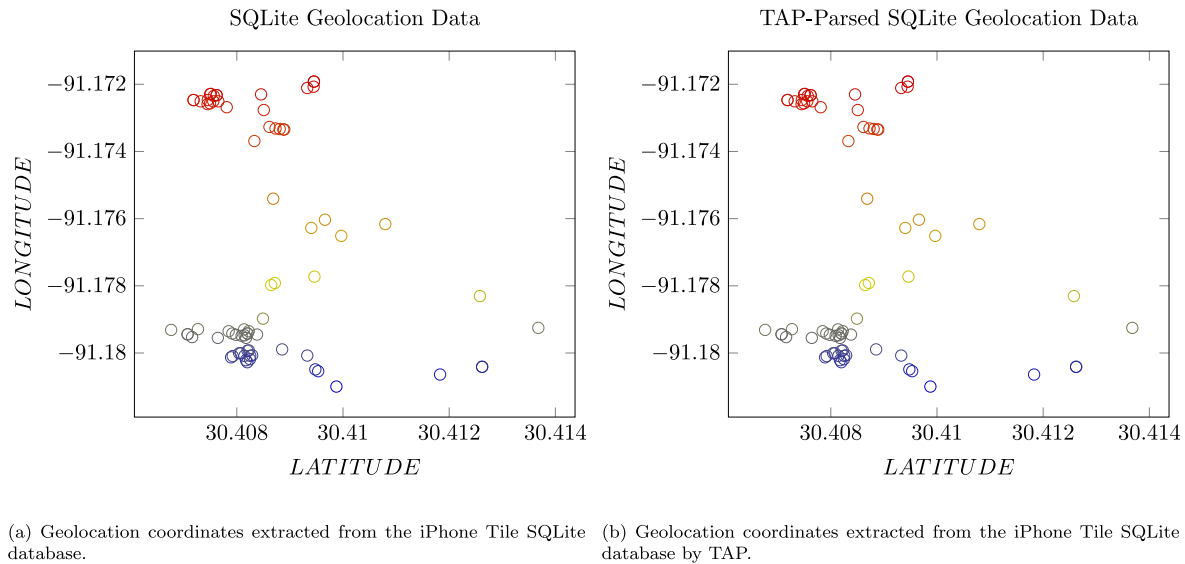 SQLite Geolocation Data
−91.172
−91.174
−91.176
−91.178
−91.18
LONGITUDE
30.408 30.41 30.412 30.414
LATITUDE
(a) Geolocation coordinates extracted from the iPhone Tile SQLite
database.
TAP-Parsed SQLite Geolocation Data
−91.172
−91.174
−91.176
−91.178
−91.18
LONGITUDE
30.408 30.41 30.412 30.414
LATITUDE
(b) Geolocation coordinates extracted from the iPhone Tile SQLite
database by TAP.